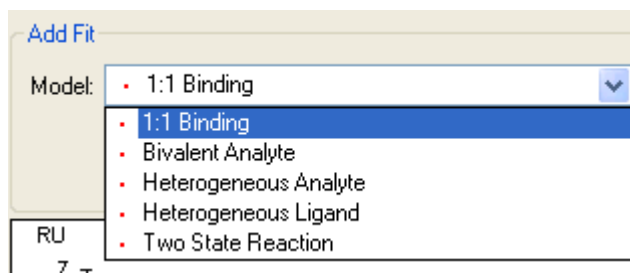 Add Fit
Model: 1:1 Binding
1:1 Binding
Bivalent Analyte
Heterogeneous Analyte
Heterogeneous Ligand
Two State Reaction
RU